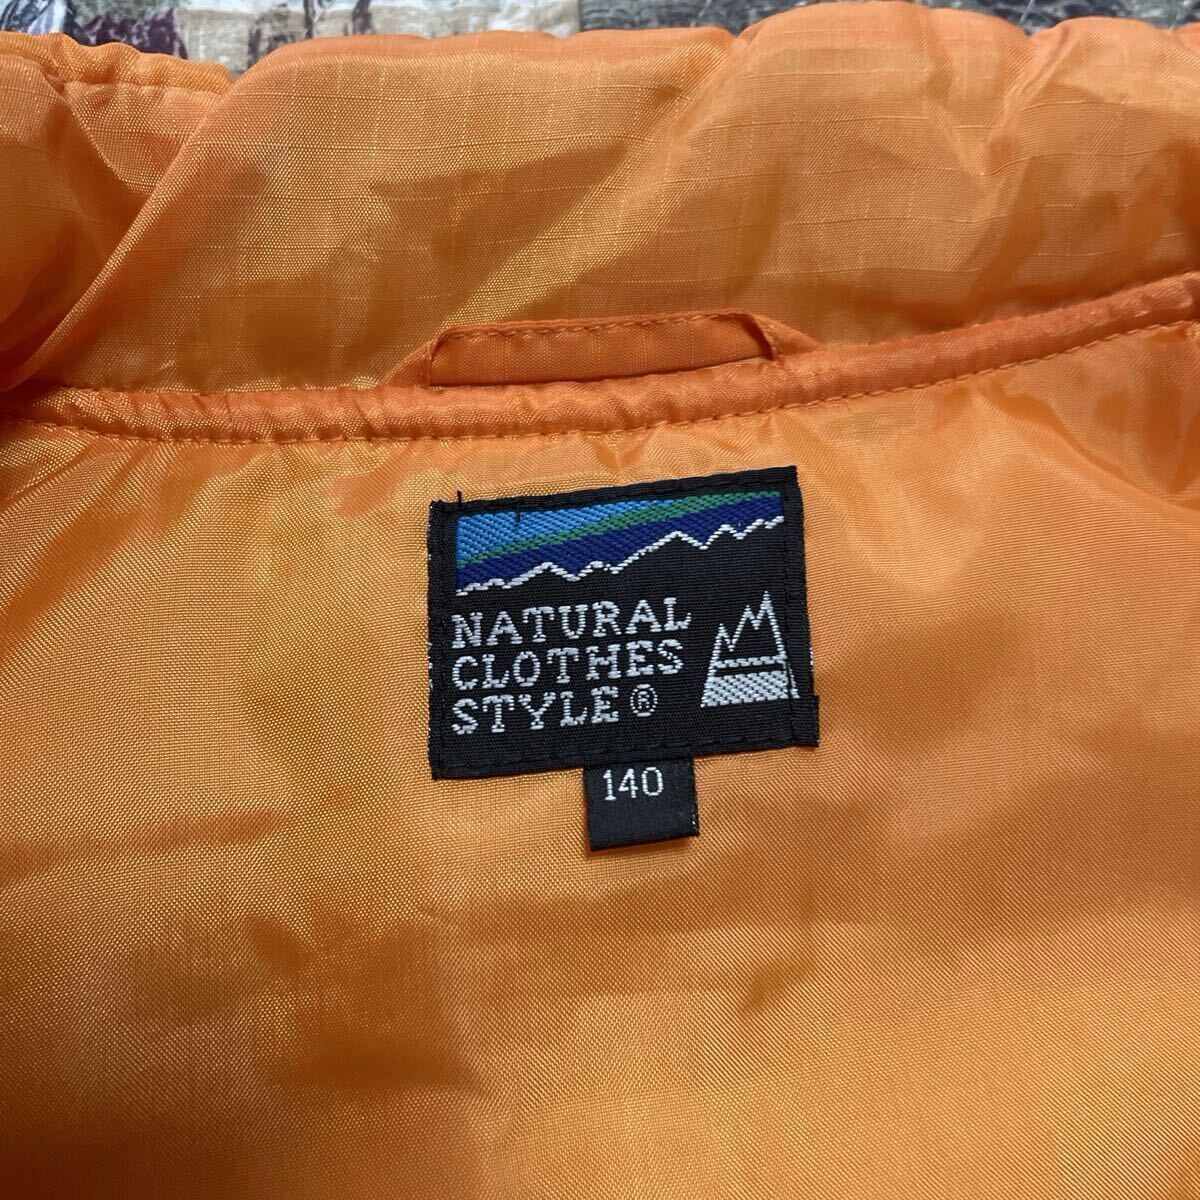 NATURAL
CLOTHES
STYLE®
140